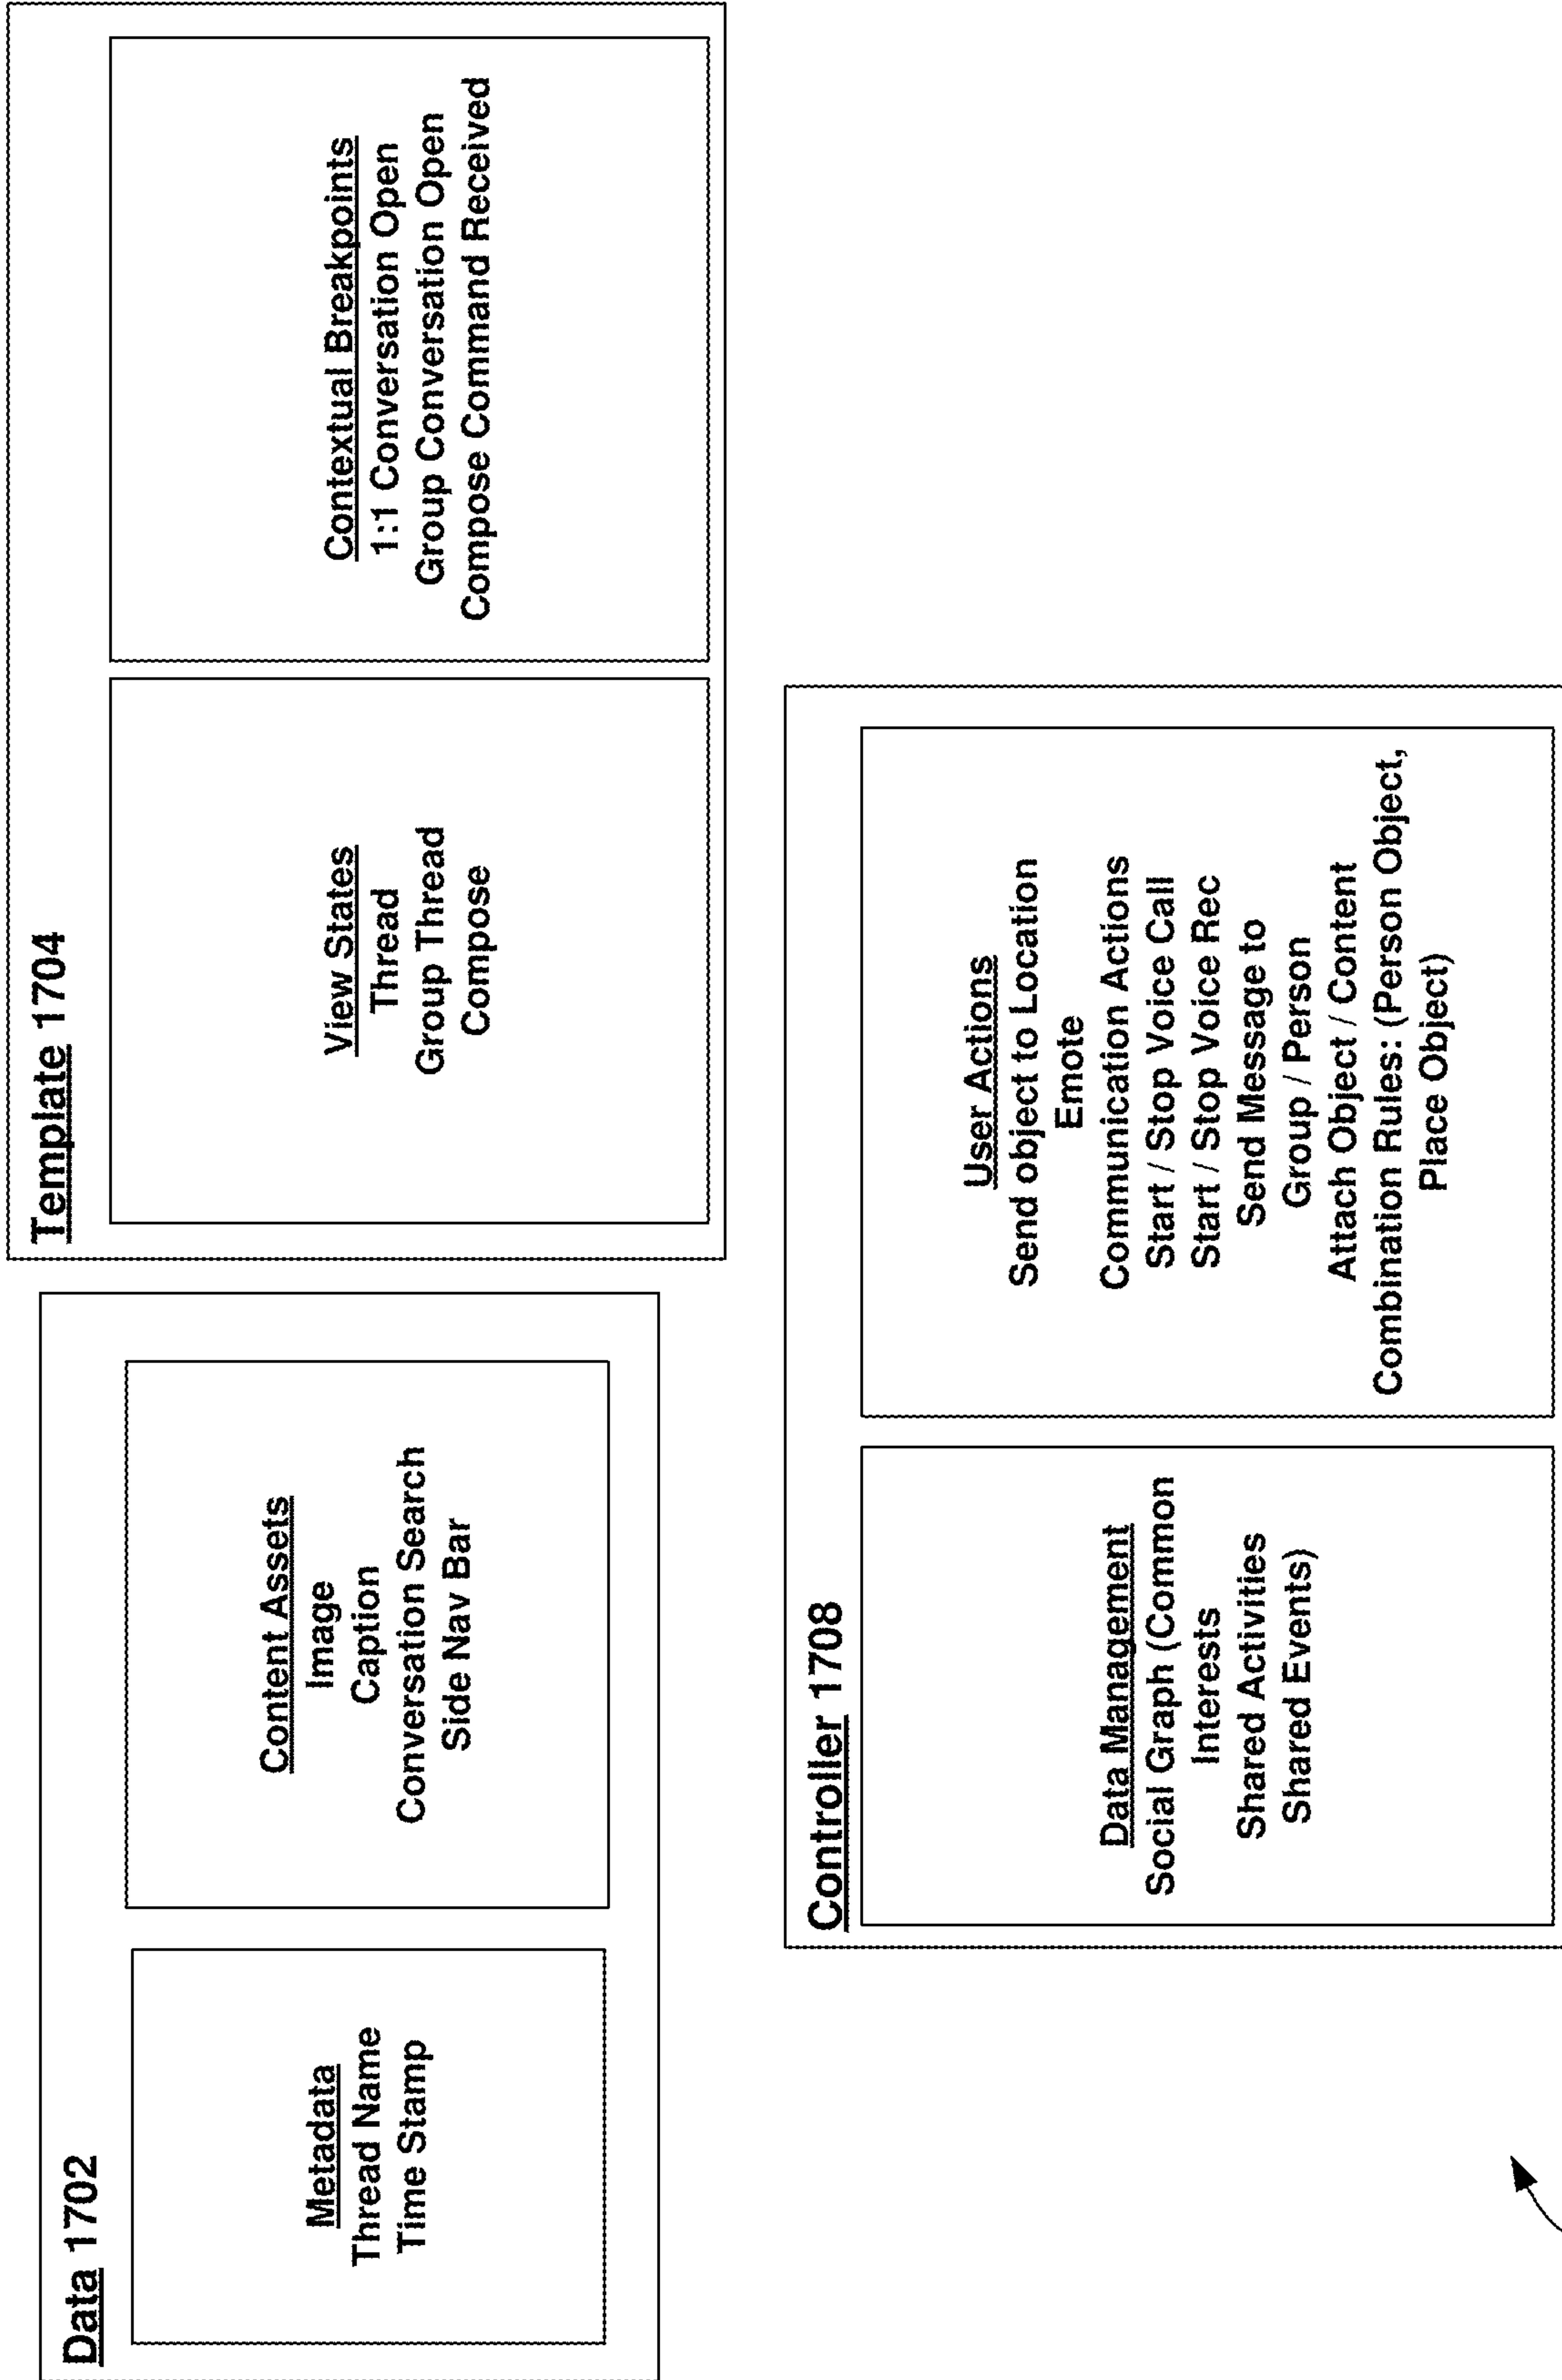 Data 1702
Metadata
Thread Name
Time Stamp
Content Assets
Image
Caption
Conversation Search
Side Nav Bar
Template 1704
View States
Thread
Group Thread
Compose
Contextual Breakpoints
1:1 Conversation Open
Group Conversation Open
Compose Command Received
Controller 1708
Data Management
Social Graph (Common
Interests
Shared Activities
Shared Events)
User Actions
Send object to Location
Emote
Communication Actions
Start / Stop Voice Call
Start / Stop Voice Rec
Send Message to
Group / Person
Attach Object / Content
Combination Rules: (Person Object,
Place Object)